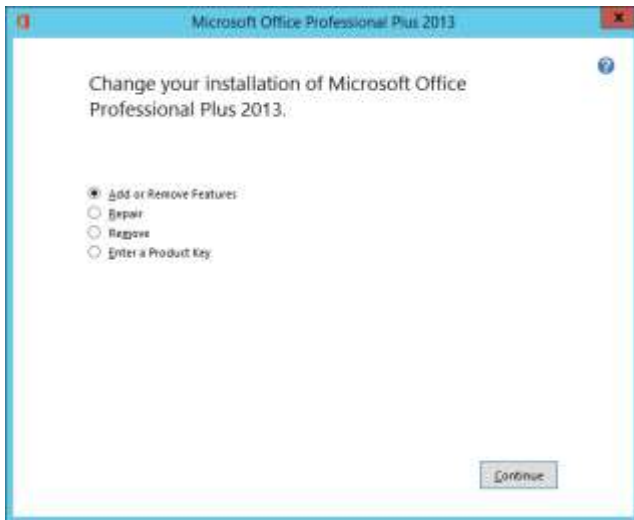 Microsoft Office Professional Plus 2013
Change your installation of Microsoft Office
Professional Plus 2013.
Add or Remove Features
Repair
Remove
Enter a Product Key
Continue